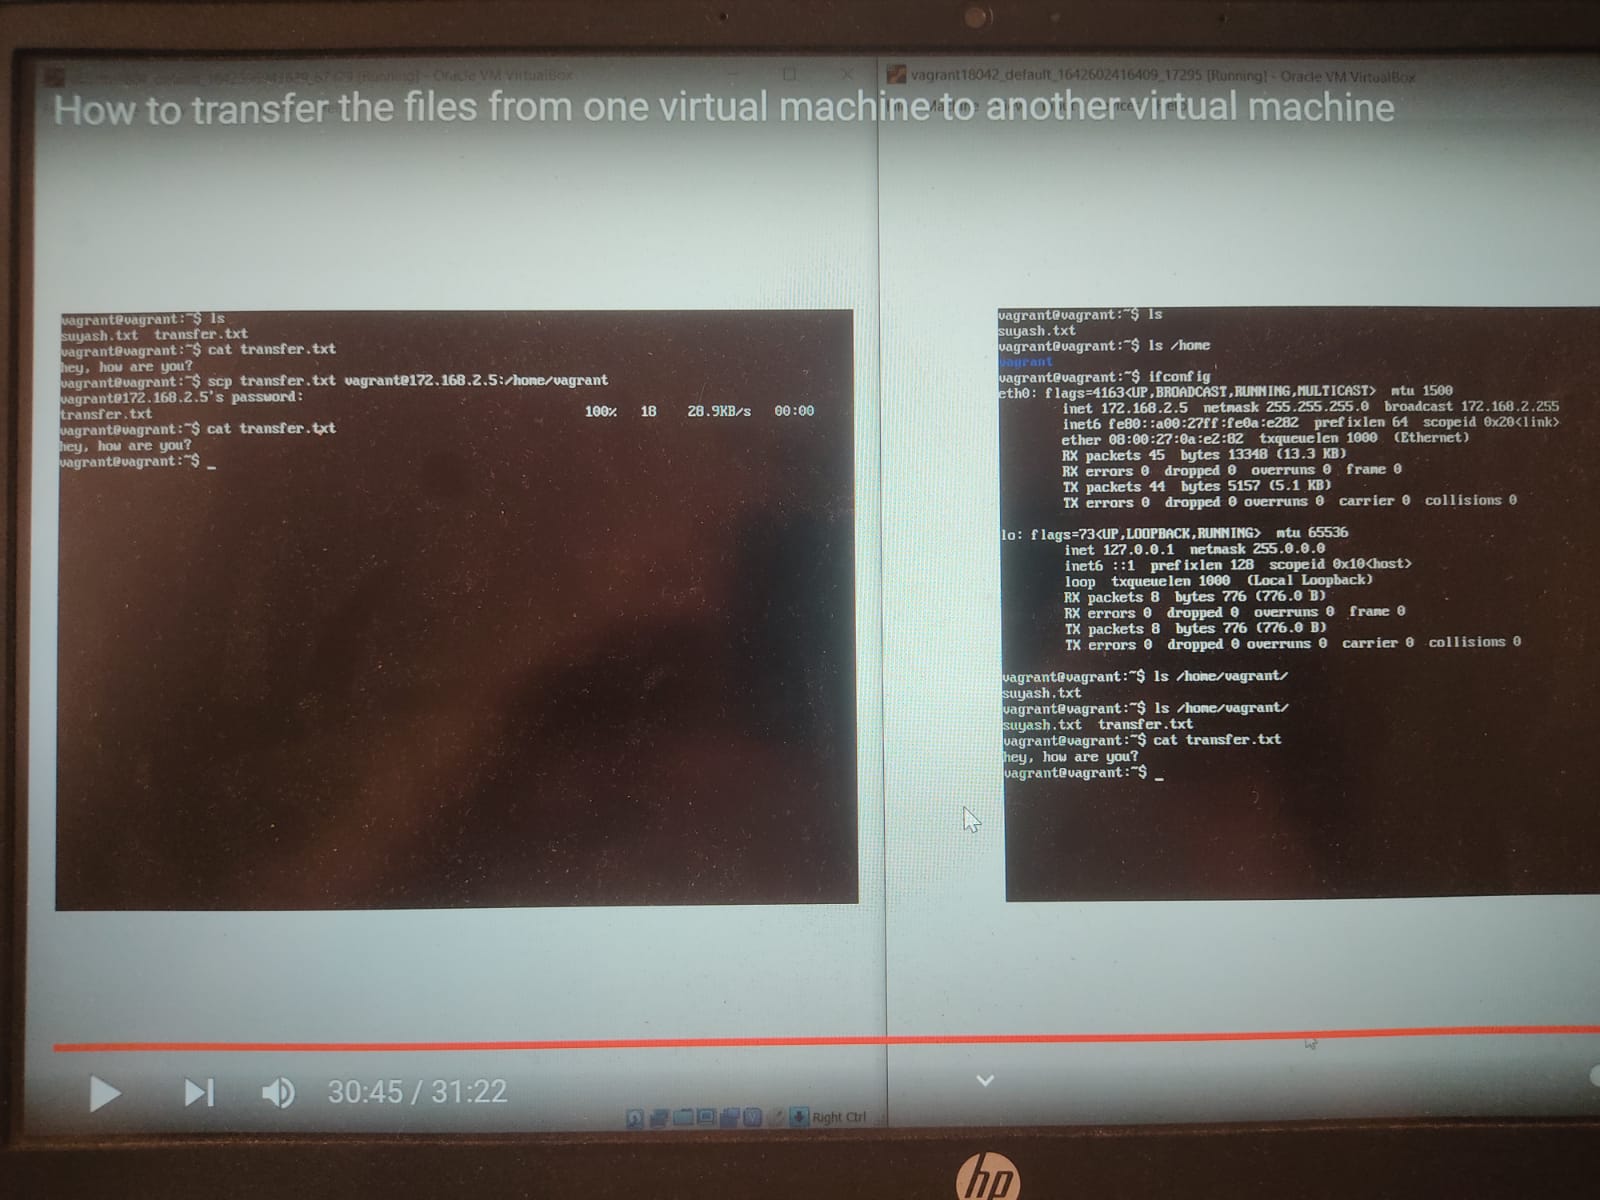 [Running] - Oracle VM VirtualBox
vagrant18042_default_1642602416409_17295 [Running] - Oracle VM VirtualBox
How to transfer the files from one virtual machine to another virtual machine
vagrant@vagrant:~$ ls
suyash.txt transfer.txt
vagrant@vagrant:~$ cat transfer.txt
hey, how are you?
vagrant@vagrant:~$ scp transfer.txt vagrant@172.168.2.5:/home/vagrant
vagrant@172.168.2.5's password:
transfer.txt 100% 18 28.9KB/s 00:00
vagrant@vagrant:~$ cat transfer.txt
hey, how are you?
vagrant@vagrant:~$ _
vagrant@vagrant:~$ ls
suyash.txt
vagrant@vagrant:~$ ls /home
vagrant
vagrant@vagrant:~$ ifconfig
eth0: flags=4163<UP,BROADCAST,RUNNING,MULTICAST> mtu 1500
inet 172.168.2.5 netmask 255.255.255.0 broadcast 172.168.2.255
inet6 fe80::a00:27ff:fe0a:e282 prefixlen 64 scopeid 0x20<link>
ether 08:00:27:0a:e2:82 txqueuelen 1000 (Ethernet)
RX packets 45 bytes 13348 (13.3 KB)
RX errors 0 dropped 0 overruns 0 frame 0
TX packets 44 bytes 5157 (5.1 KB)
TX errors 0 dropped 0 overruns 0 carrier 0 collisions 0
lo: flags=73<UP,LOOPBACK,RUNNING> mtu 65536
inet 127.0.0.1 netmask 255.0.0.0
inet6 ::1 prefixlen 128 scopeid 0x10<host>
loop txqueuelen 1000 (Local Loopback)
RX packets 8 bytes 776 (776.0 B)
RX errors 0 dropped 0 overruns 0 frame 0
TX packets 8 bytes 776 (776.0 B)
TX errors 0 dropped 0 overruns 0 carrier 0 collisions 0
vagrant@vagrant:~$ ls /home/vagrant/
suyash.txt
vagrant@vagrant:~$ ls /home/vagrant/
suyash.txt transfer.txt
vagrant@vagrant:~$ cat transfer.txt
hey, how are you?
vagrant@vagrant:~$ _
30:45 / 31:22
Right Ctrl
hp